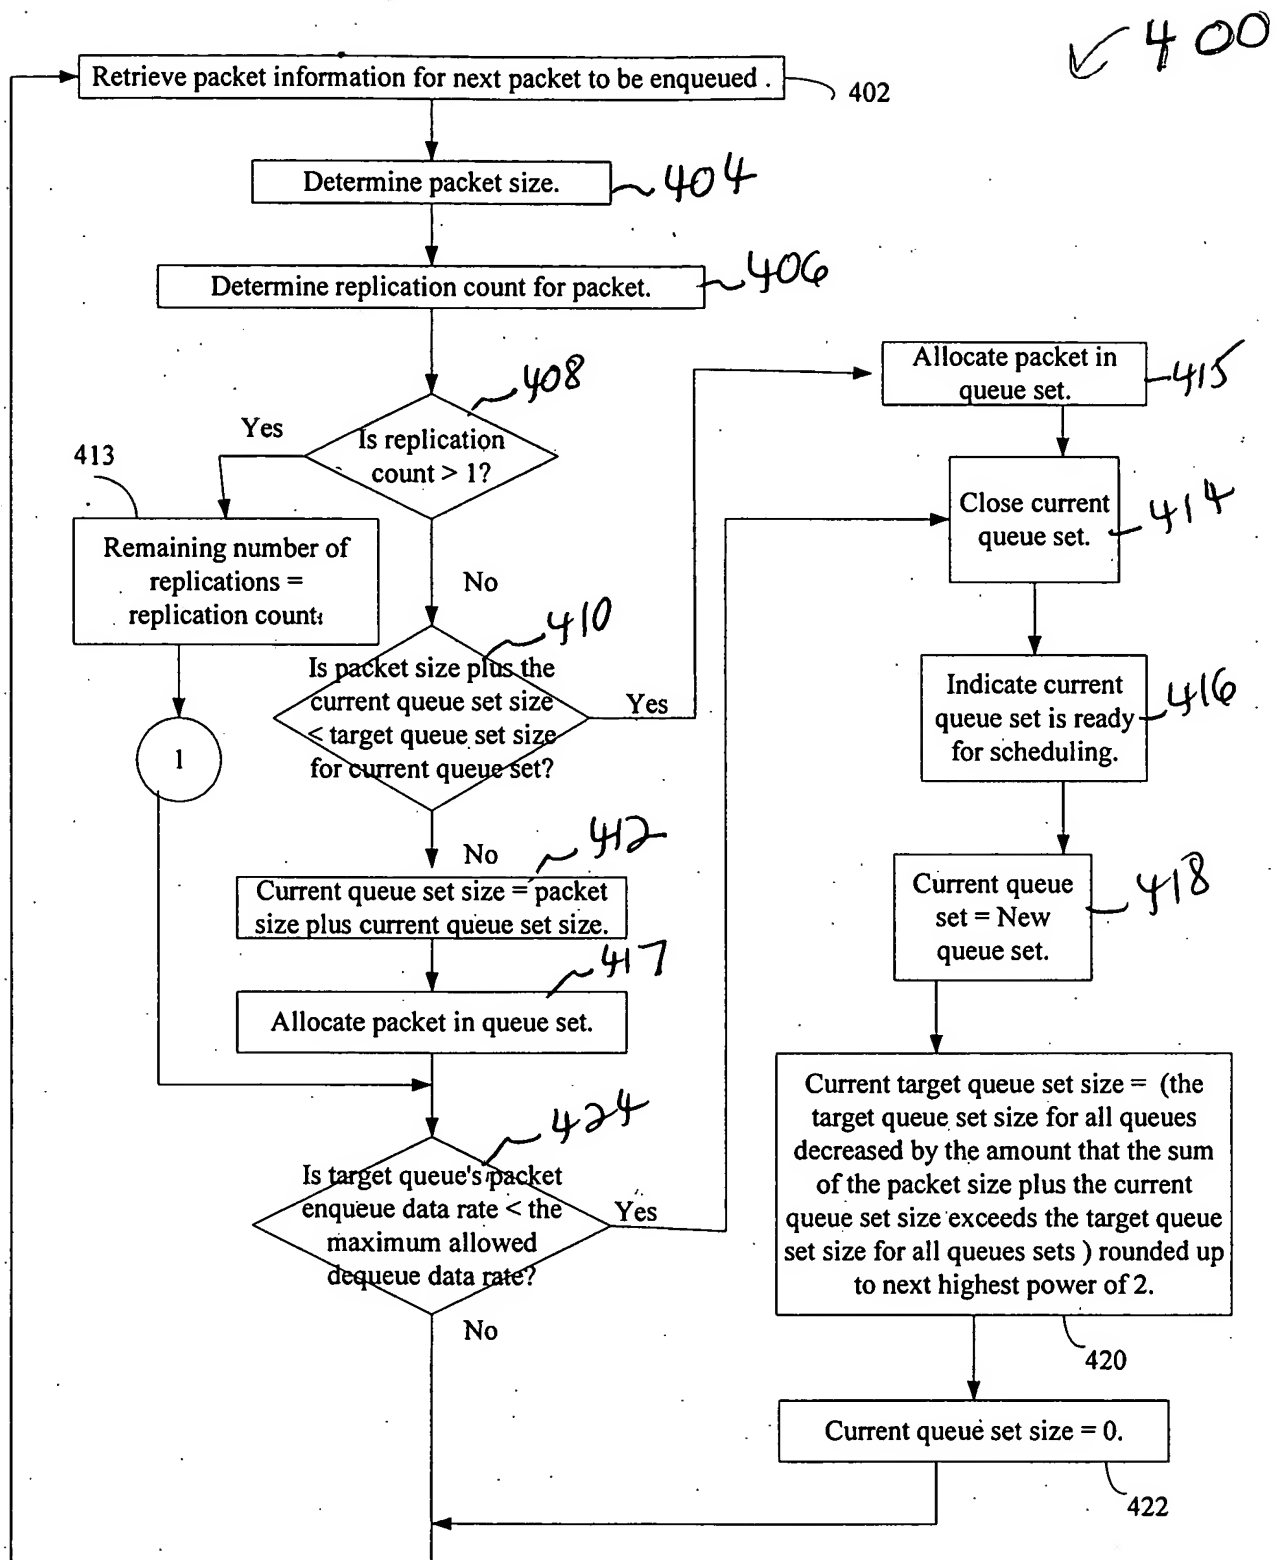 400
Retrieve packet information for next packet to be enqueued .
402
Determine packet size.
404
Determine replication count for packet.
406
408
Is replication
count > 1?
Yes
No
413
Remaining number of
replications =
replication count.
1
410
Is packet size plus the
current queue set size
< target queue set size
for current queue set?
Yes
No
412
Current queue set size = packet
size plus current queue set size.
417
Allocate packet in queue set.
424
Is target queue's packet
enqueue data rate < the
maximum allowed
dequeue data rate?
Yes
No
Allocate packet in
queue set.
415
Close current
queue set.
414
Indicate current
queue set is ready
for scheduling.
416
Current queue
set = New
queue set.
418
Current target queue set size = (the
target queue set size for all queues
decreased by the amount that the sum
of the packet size plus the current
queue set size exceeds the target queue
set size for all queues sets ) rounded up
to next highest power of 2.
420
Current queue set size = 0.
422